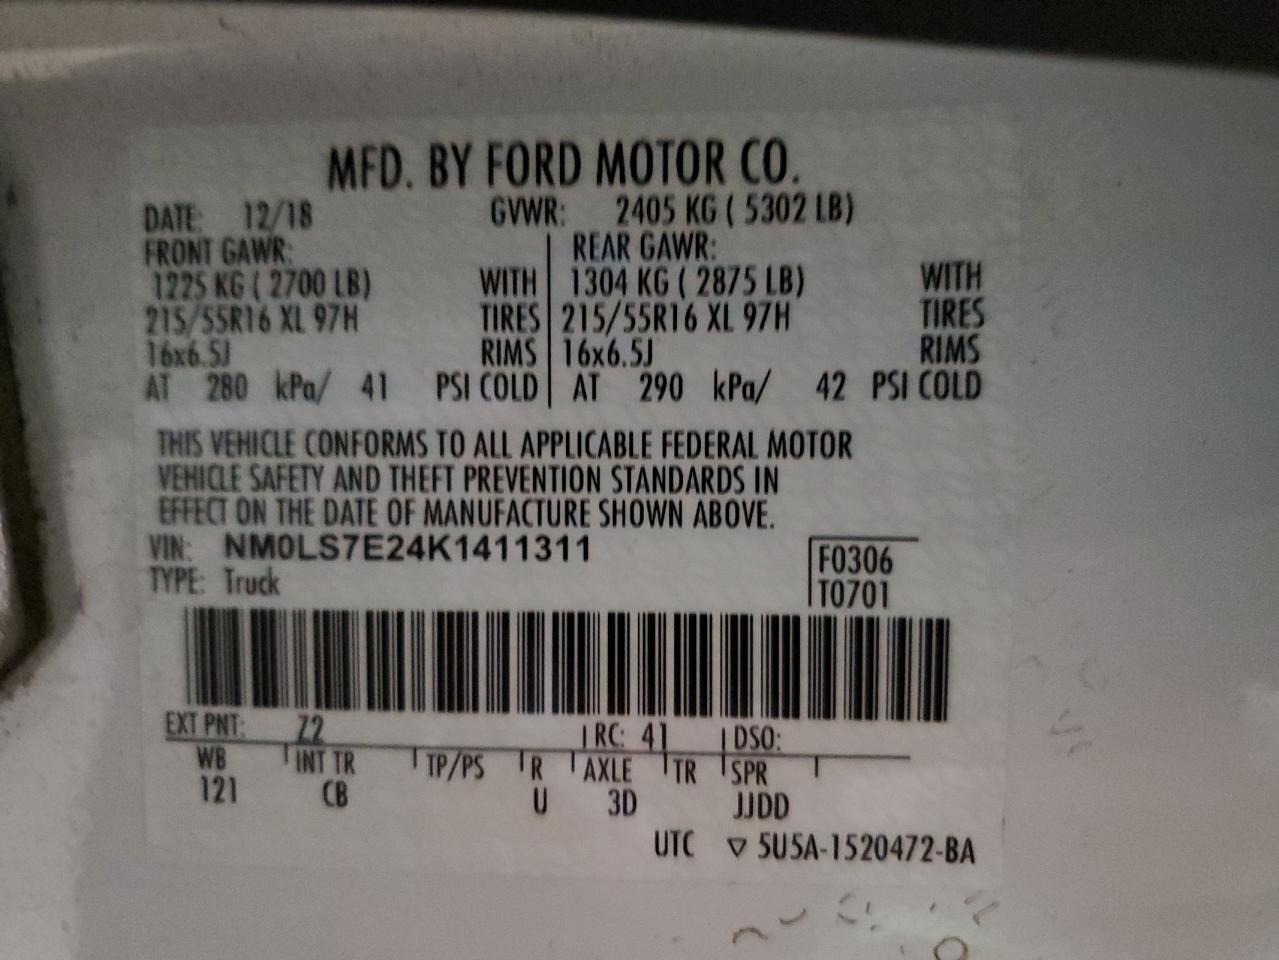 MFD. BY FORD MOTOR CO.
DATE: 12/18 GVWR: 2405 KG ( 5302 LB)
FRONT GAWR: REAR GAWR:
1225 KG ( 2700 LB) WITH 1304 KG ( 2875 LB) WITH
215/55R16 XL 97H TIRES 215/55R16 XL 97H TIRES
16x6.5J RIMS 16x6.5J RIMS
AT 280 kPa/ 41 PSI COLD AT 290 kPa/ 42 PSI COLD
THIS VEHICLE CONFORMS TO ALL APPLICABLE FEDERAL MOTOR
VEHICLE SAFETY AND THEFT PREVENTION STANDARDS IN
EFFECT ON THE DATE OF MANUFACTURE SHOWN ABOVE.
VIN: NM0LS7E24K1411311 F0306
TYPE: Truck T0701
EXT PNT: Z2 RC: 41 DSO:
WB INT TR TP/PS R AXLE TR SPR
121 CB U 3D JJDD
UTC ▽ 5U5A-1520472-BA